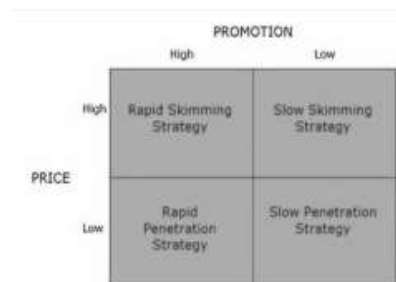 PROMOTION
High Low
High
Rapid Skimming
Strategy
Slow Skimming
Strategy
PRICE
Low
Rapid
Penetration
Strategy
Slow Penetration
Strategy